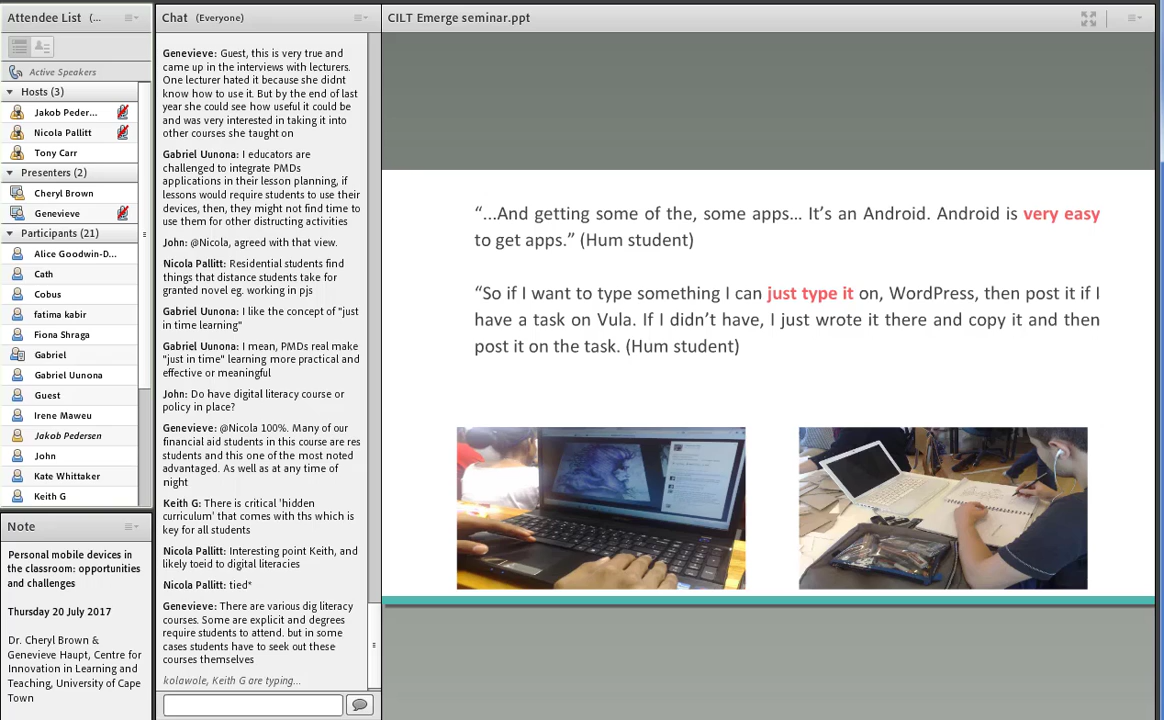 Attendee List (...
Active Speakers
Hosts (3)
Jakob Peder...
Nicola Pallitt
Tony Carr
Presenters (2)
Cheryl Brown
Genevieve
Participants (21)
Alice Goodwin-D...
Cath
Cobus
fatima kabir
Fiona Shraga
Gabriel
Gabriel Uunona
Guest
Irene Maweu
Jakob Pedersen
John
Kate Whittaker
Keith G
Note
Personal mobile devices in
the classroom: opportunities
and challenges
Thursday 20 July 2017
Dr. Cheryl Brown &
Genevieve Haupt, Centre for
Innovation in Learning and
Teaching, University of Cape
Town
Chat (Everyone)
Genevieve: Guest, this is very true and
came up in the interviews with lecturers.
One lecturer hated it because she didnt
know how to use it. But by the end of last
year she could see how useful it could be
and was very interested in taking it into
other courses she taught on
Gabriel Uunona: I educators are
challenged to integrate PMDs
applications in their lesson planning, if
lessons would require students to use their
devices, then, they might not find time to
use them for other distructing activities
John: @Nicola, agreed with that view.
Nicola Pallitt: Residential students find
things that distance students take for
granted novel eg. working in pjs
Gabriel Uunona: I like the concept of "just
in time learning"
Gabriel Uunona: I mean, PMDs real make
"just in time" learning more practical and
effective or meaningful
John: Do have digital literacy course or
policy in place?
Genevieve: @Nicola 100%. Many of our
financial aid students in this course are res
students and this one of the most noted
advantaged. As well as at any time of
night
Keith G: There is critical 'hidden
curriculum' that comes with ths which is
key for all students
Nicola Pallitt: Interesting point Keith, and
likely toeid to digital literacies
Nicola Pallitt: tied*
Genevieve: There are various dig literacy
courses. Some are explicit and degrees
require students to attend. but in some
cases students have to seek out these
courses themselves
kolawole, Keith G are typing...
CILT Emerge seminar.ppt
“...And getting some of the, some apps... It’s an Android. Android is very easy
to get apps.” (Hum student)
“So if I want to type something I can just type it on, WordPress, then post it if I
have a task on Vula. If I didn’t have, I just wrote it there and copy it and then
post it on the task. (Hum student)